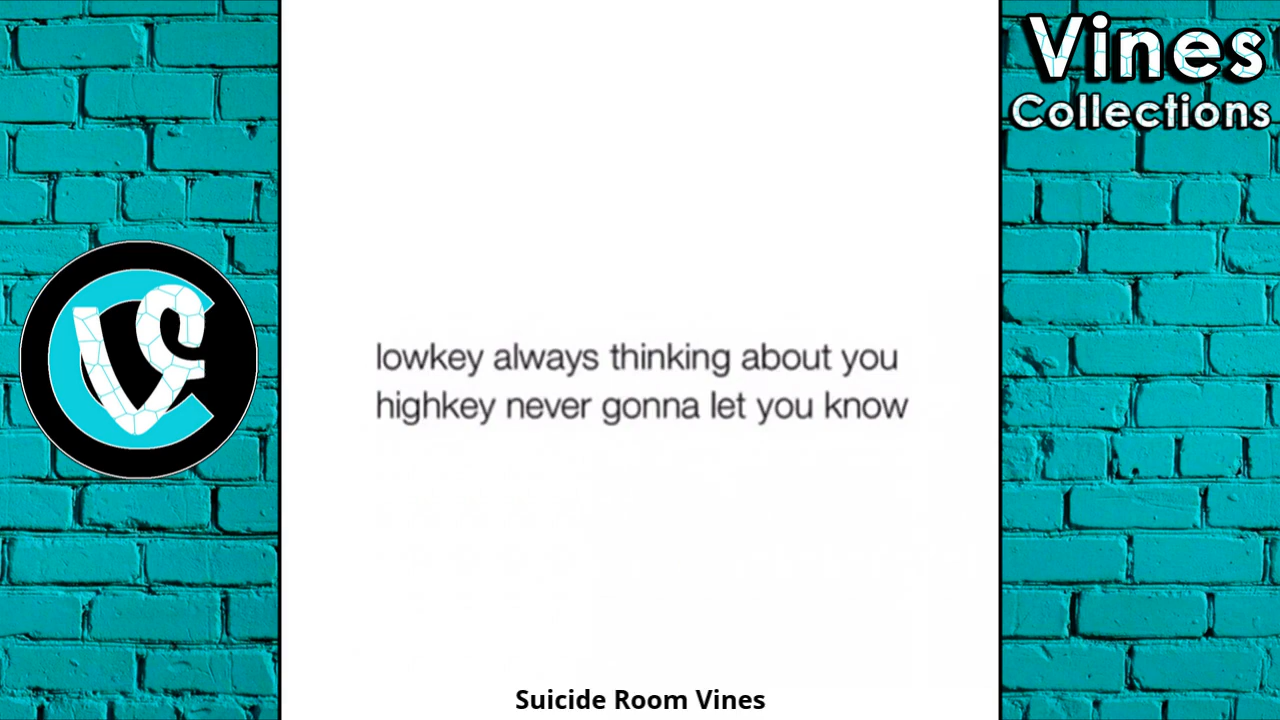 Vines
Collections
lowkey always thinking about you
highkey never gonna let you know
Suicide Room Vines